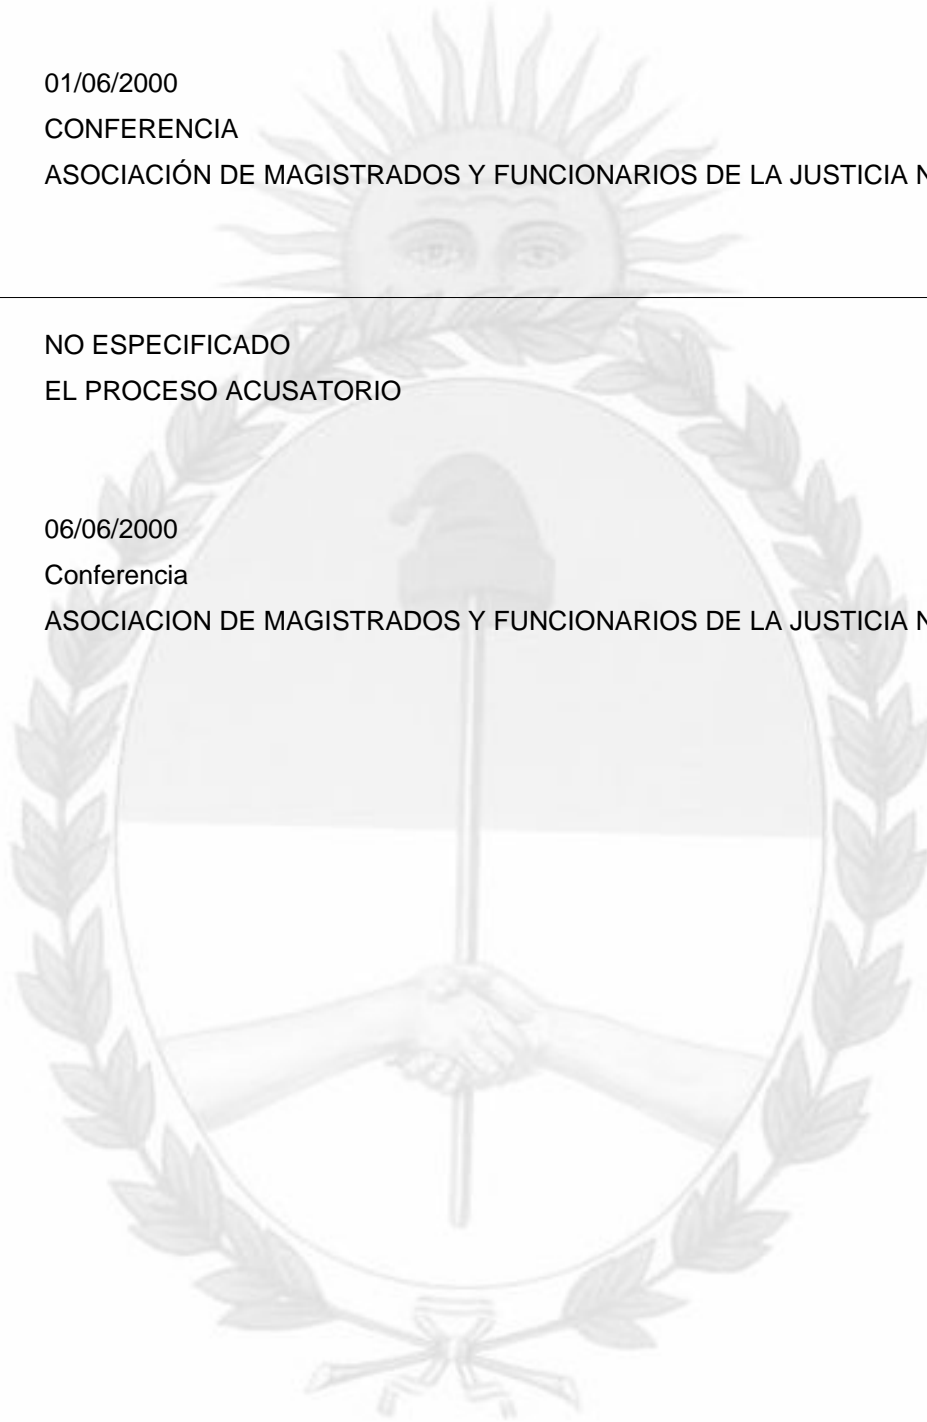 01/06/2000
CONFERENCIA
ASOCIACIÓN DE MAGISTRADOS Y FUNCIONARIOS DE LA JUSTICIA
NO ESPECIFICADO
EL PROCESO ACUSATORIO
06/06/2000
Conferencia
ASOCIACION DE MAGISTRADOS Y FUNCIONARIOS DE LA JUSTICIA